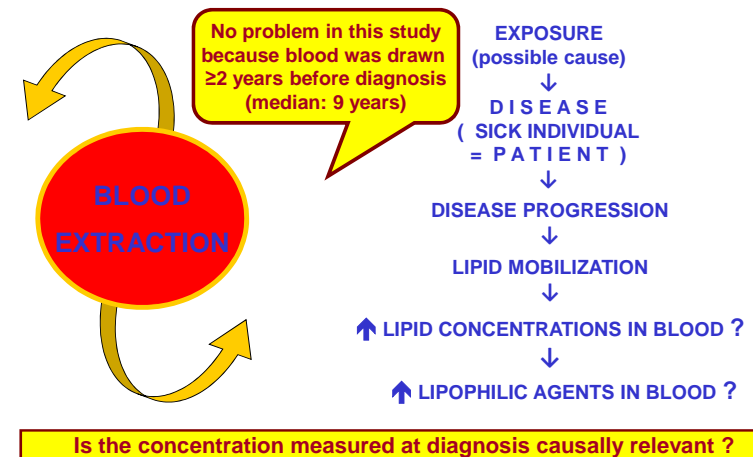 No problem in this study
because blood was drawn
≥2 years before diagnosis
(median: 9 years)
BLOOD
EXTRACTION
EXPOSURE
(possible cause)
↓
D I S E A S E
( SICK INDIVIDUAL
= P A T I E N T )
↓
DISEASE PROGRESSION
↓
LIPID MOBILIZATION
↓
↑ LIPID CONCENTRATIONS IN BLOOD ?
↓
↑ LIPOPHILIC AGENTS IN BLOOD ?
Is the concentration measured at diagnosis causally relevant ?